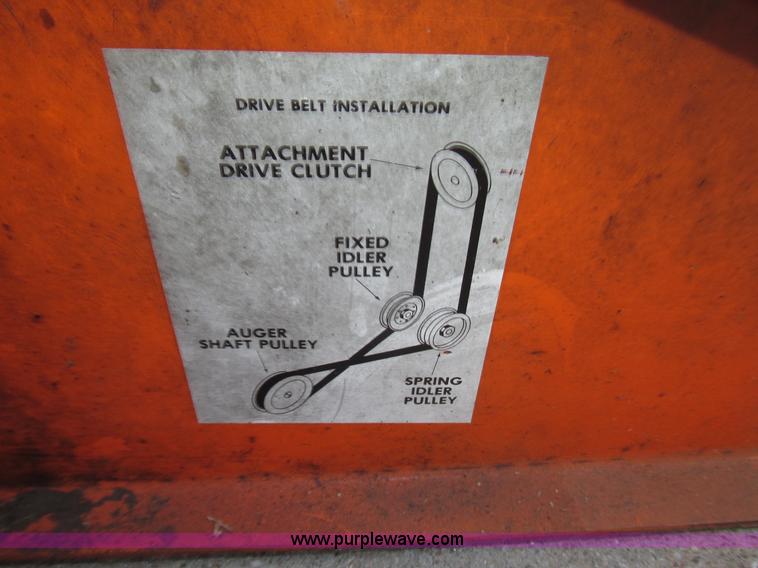 DRIVE BELT INSTALLATION
ATTACHMENT
DRIVE CLUTCH
FIXED
IDLER
PULLEY
AUGER
SHAFT PULLEY
SPRING
IDLER
PULLEY
www.purplewave.com